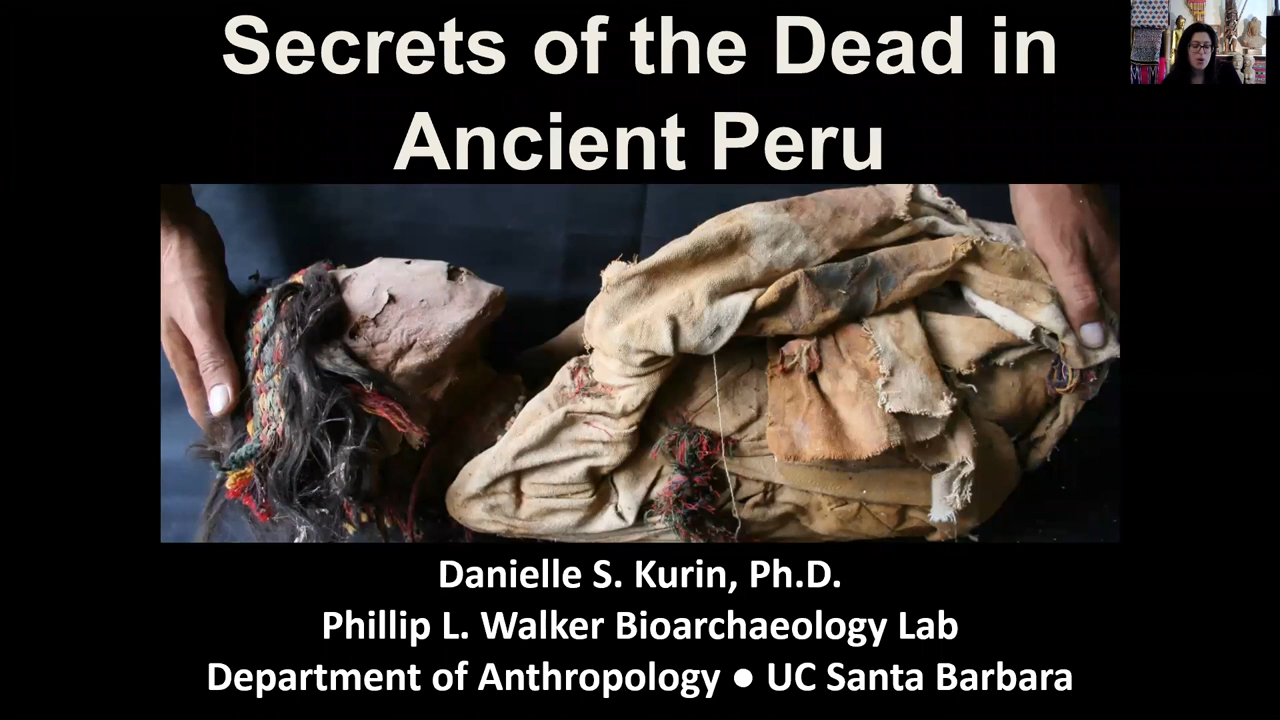 Secrets of the Dead in
Ancient Peru
Danielle S. Kurin, Ph.D.
Phillip L. Walker Bioarchaeology Lab
Department of Anthropology ● UC Santa Barbara